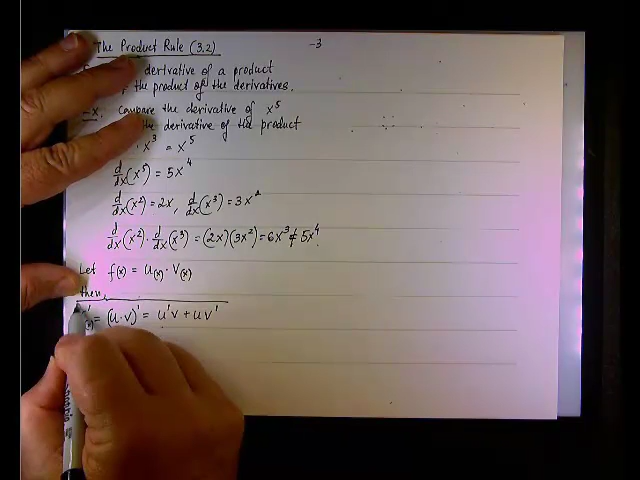 The Product Rule (3.2) -3
derivative of a product
the product of the derivatives.
Compare the derivative of x⁵
the derivative of the product
· x³ = x⁵
d/dx(x⁵) = 5x⁴
d/dx(x²) = 2x, d/dx(x³) = 3x²
d/dx(x²) · d/dx(x³) = (2x)(3x²) = 6x³ ≠ 5x⁴.
Let f(x) = u(x) · v(x)
then,
'(x) = (u·v)' = u'v + uv'